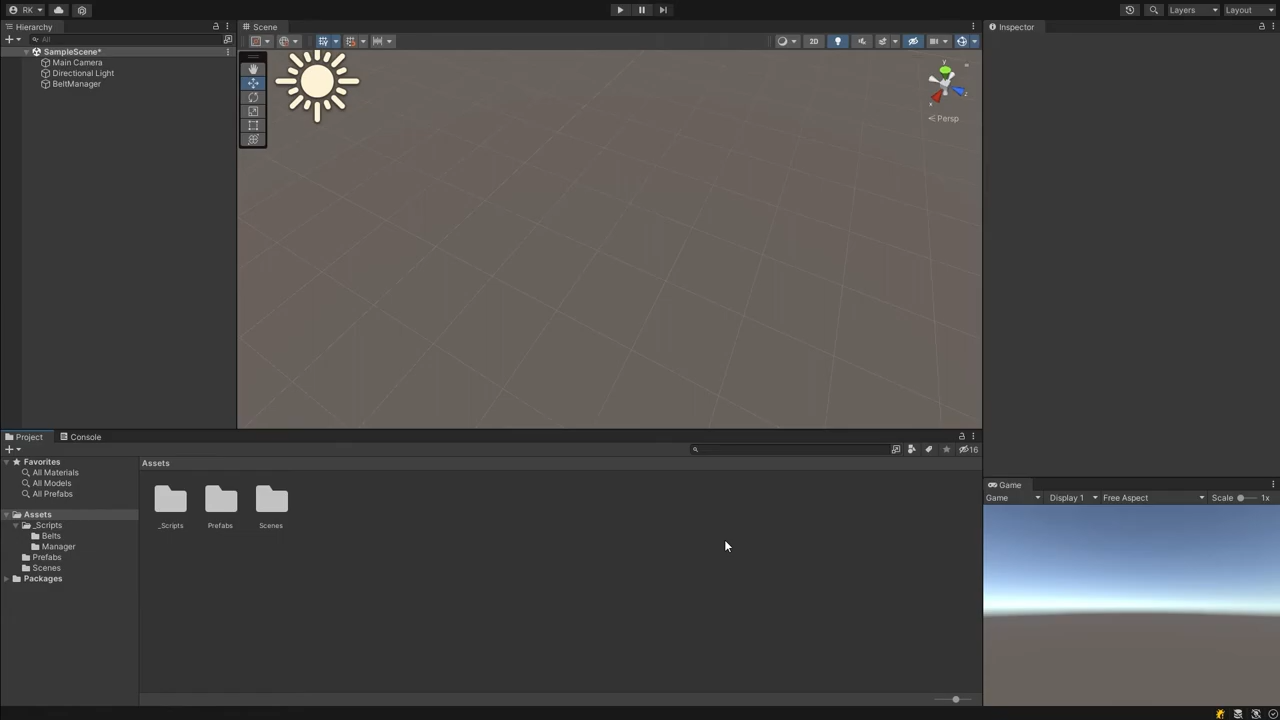 RK
Layers
Layout
Hierarchy
All
SampleScene*
Main Camera
Directional Light
BeltManager
Scene
2D
y
x
z
Persp
Inspector
Project
Console
16
Favorites
All Materials
All Models
All Prefabs
Assets
_Scripts
Belts
Manager
Prefabs
Scenes
Packages
Assets
_Scripts
Prefabs
Scenes
Game
Game
Display 1
Free Aspect
Scale
1x